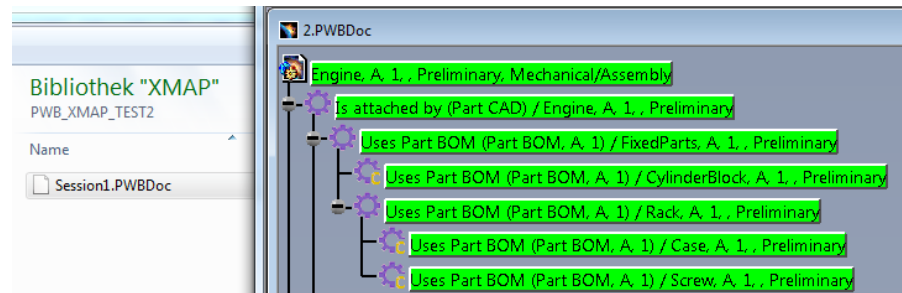 Bibliothek "XMAP"
PWB_XMAP_TEST2
Name
Session1.PWBDoc
2.PWBDoc
Engine, A, 1, , Preliminary, Mechanical/Assembly
Is attached by (Part CAD) / Engine, A, 1, , Preliminary
Uses Part BOM (Part BOM, A, 1) / FixedParts, A, 1, , Preliminary
Uses Part BOM (Part BOM, A, 1) / CylinderBlock, A, 1, , Preliminary
Uses Part BOM (Part BOM, A, 1) / Rack, A, 1, , Preliminary
Uses Part BOM (Part BOM, A, 1) / Case, A, 1, , Preliminary
Uses Part BOM (Part BOM, A, 1) / Screw, A, 1, , Preliminary